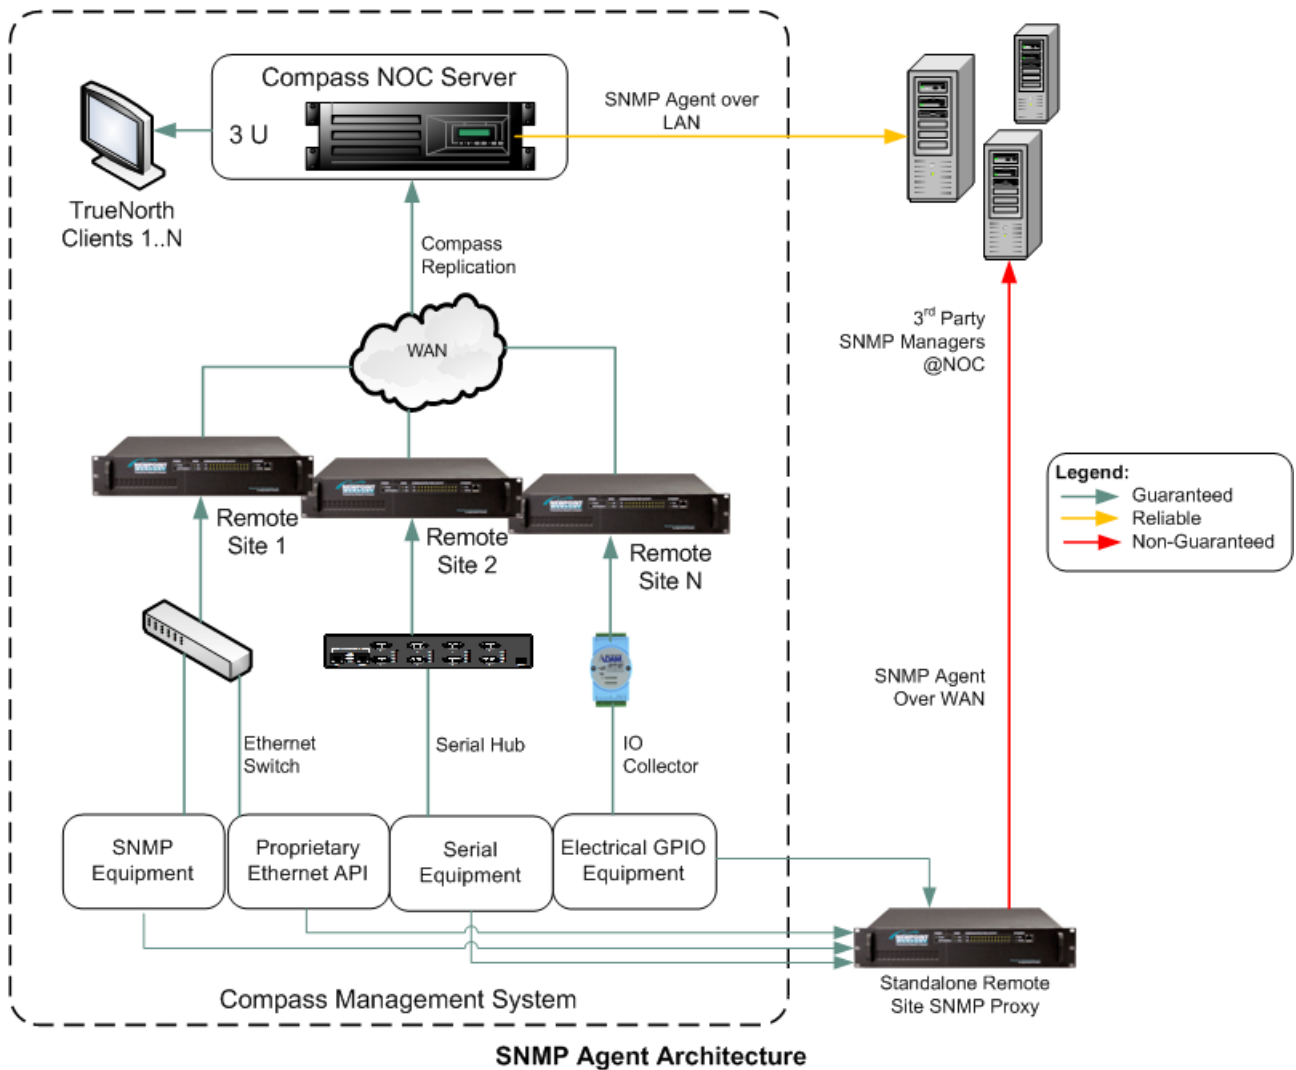 Compass NOC Server
3 U
SNMP Agent over
LAN
TrueNorth
Clients 1..N
Compass
Replication
WAN
3rd Party
SNMP Managers
@NOC
Legend:
Guaranteed
Reliable
Non-Guaranteed
Remote
Site 1
Remote
Site 2
Remote
Site N
ADAM
SNMP Agent
Over WAN
Ethernet
Switch
Serial Hub
IO
Collector
SNMP
Equipment
Proprietary
Ethernet API
Serial
Equipment
Electrical GPIO
Equipment
Standalone Remote
Site SNMP Proxy
Compass Management System
SNMP Agent Architecture